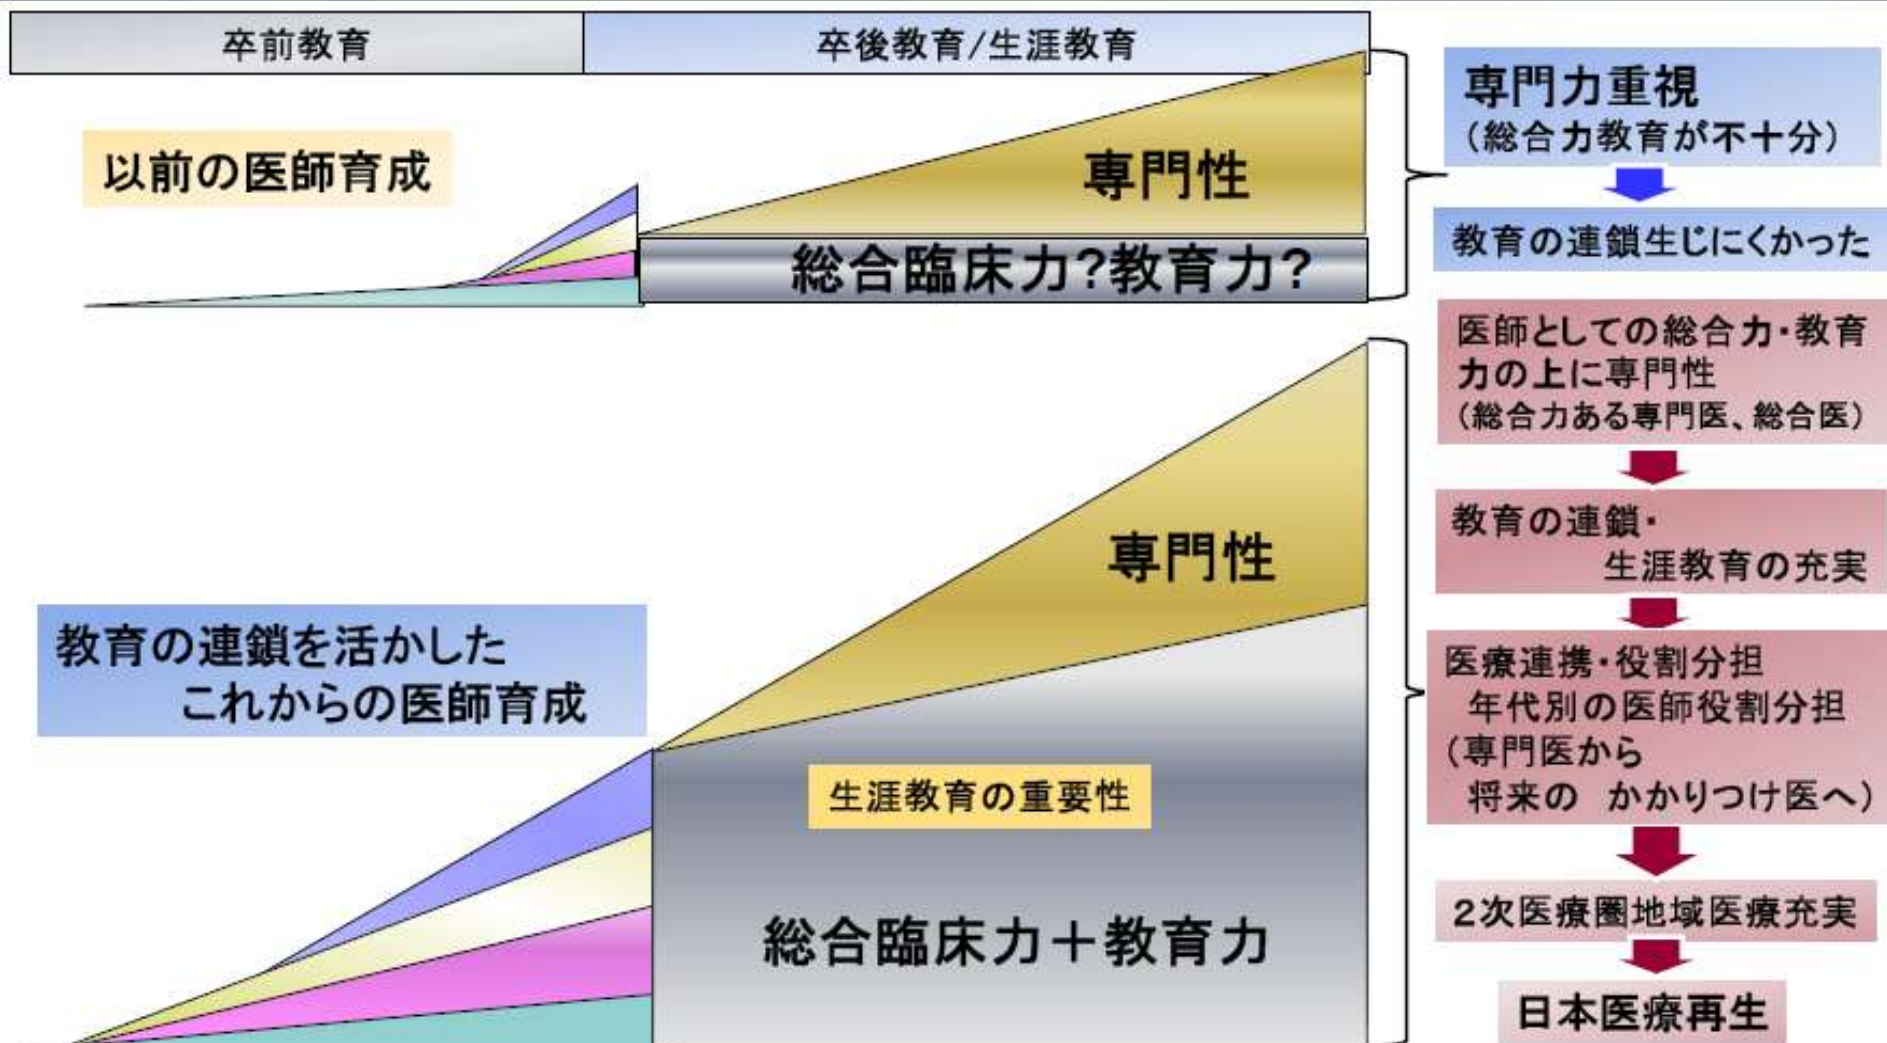 卒前教育
卒後教育/生涯教育
以前の医師育成
専門性
総合臨床力?教育力?
専門力重視
(総合力教育が不十分)
教育の連鎖生じにくかった
教育の連鎖を活かした
これからの医師育成
専門性
生涯教育の重要性
総合臨床力＋教育力
医師としての総合力・教育
力の上に専門性
(総合力ある専門医、総合医)
教育の連鎖・
生涯教育の充実
医療連携・役割分担
年代別の医師役割分担
(専門医から
将来の　かかりつけ医へ)
2次医療圏地域医療充実
日本医療再生